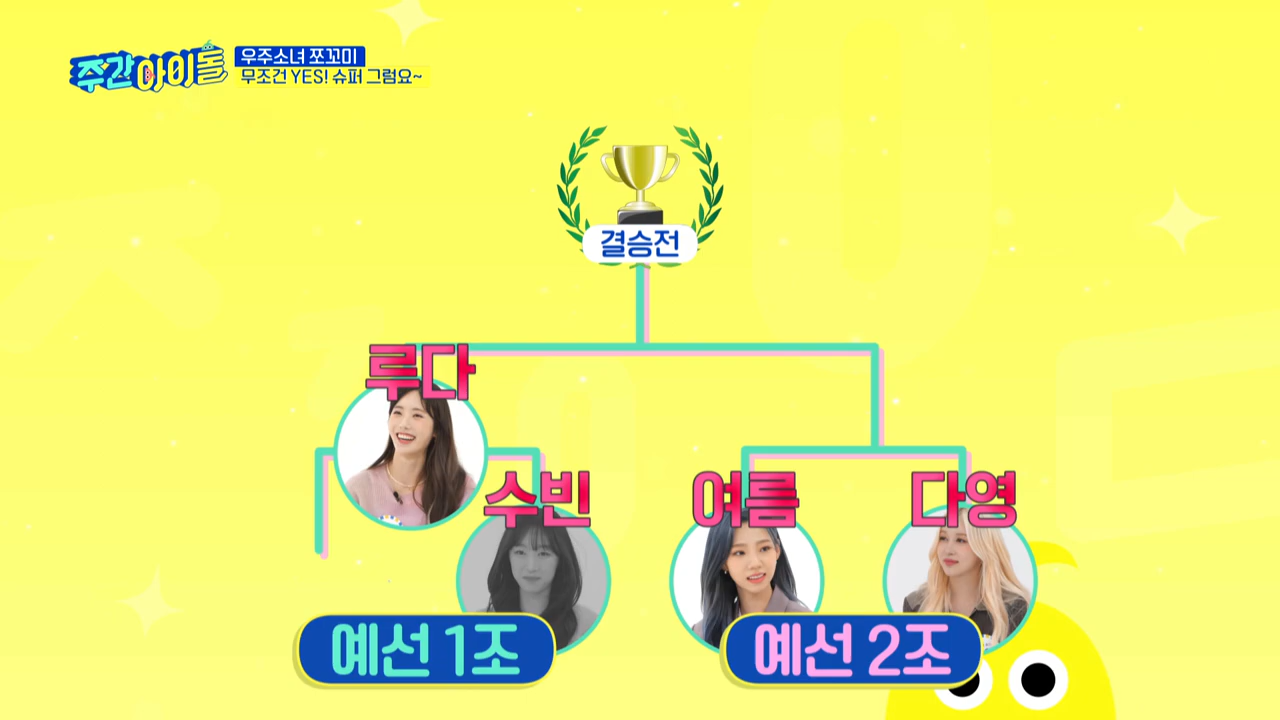 주간아이돌
우주소녀 쪼꼬미
무조건 YES! 슈퍼 그럼요~
결승전
루다
수빈
여름
다영
예선 1조
예선 2조